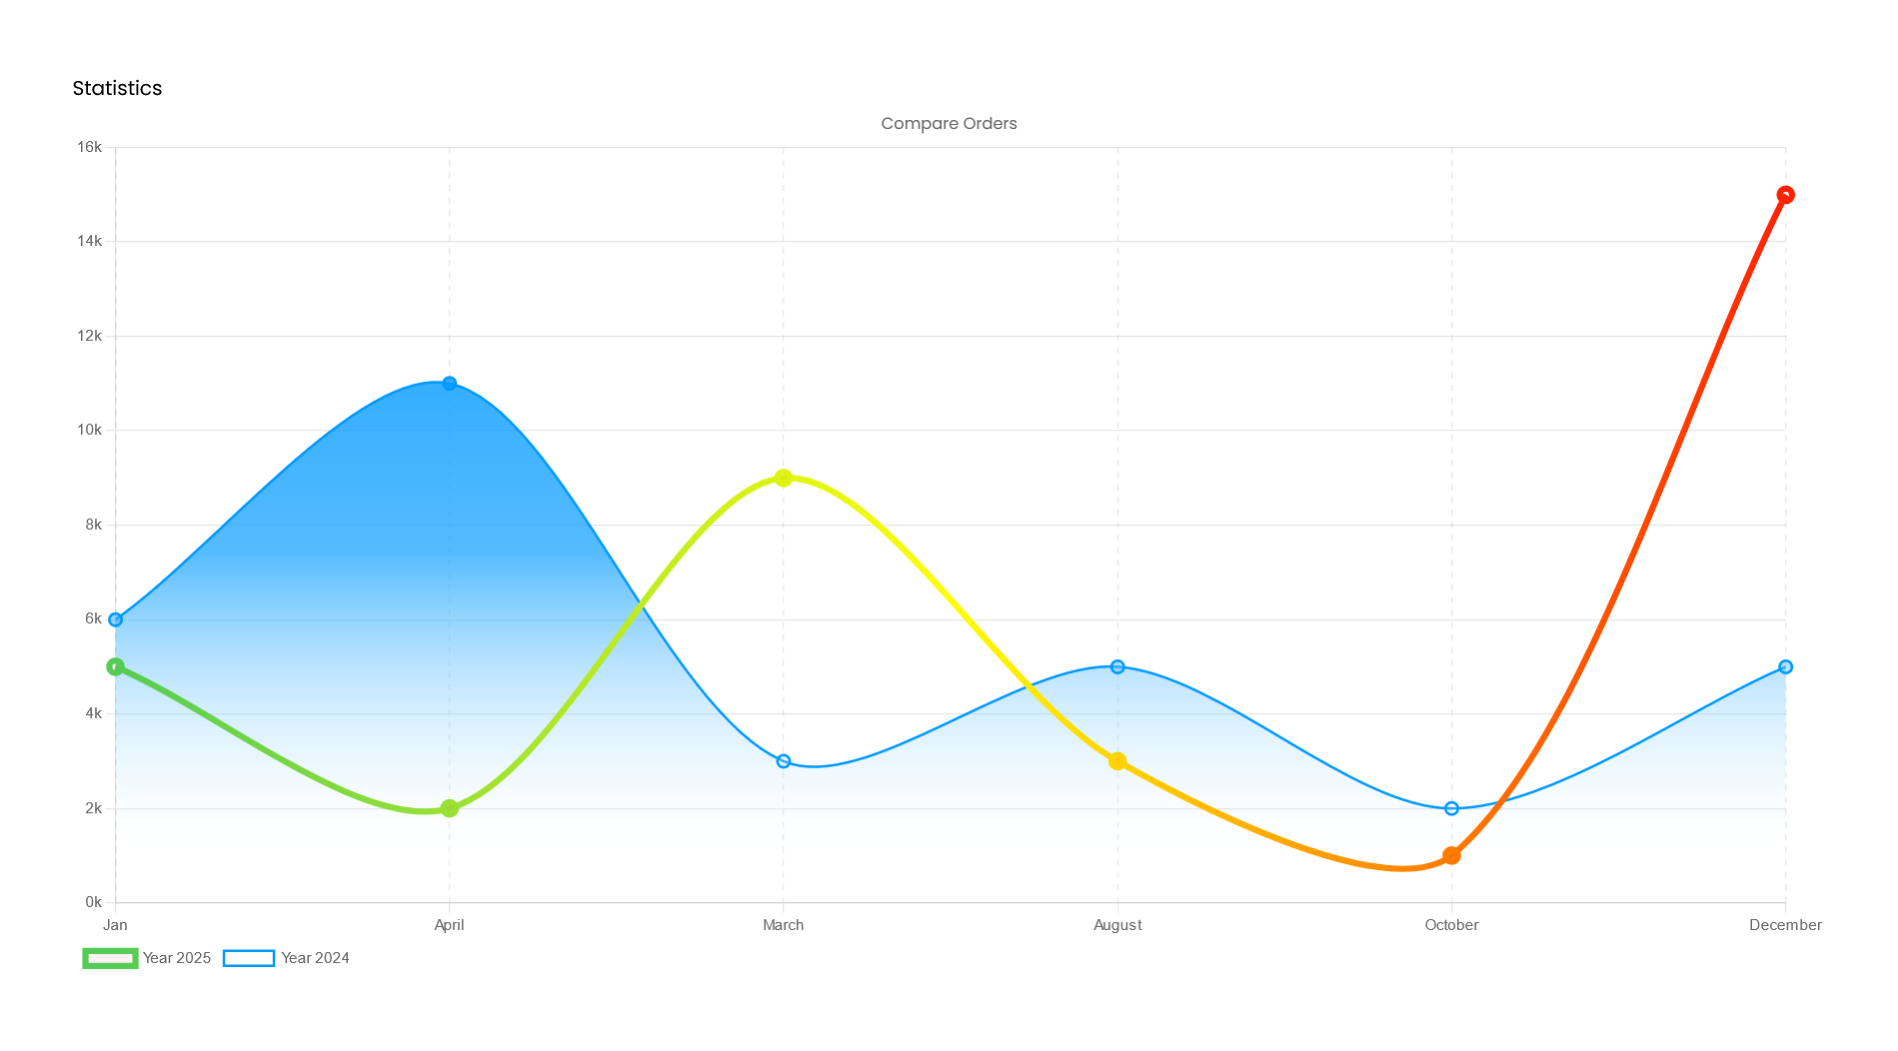 Statistics
Compare Orders
16k
14k
12k
10k
8k
6k
4k
2k
0k
Jan April March August October December
Year 2025 Year 2024